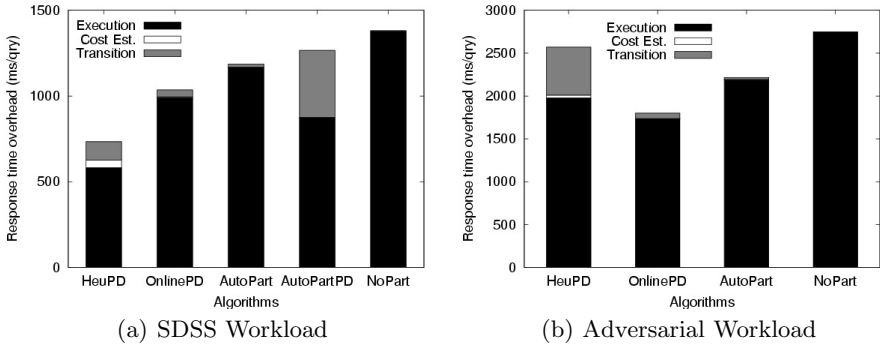 1500
1000
500
0
Response time overhead (ms/qry)
Execution
Cost Est.
Transition
HeuPD OnlinePD AutoPart AutoPartPD NoPart
Algorithms
(a) SDSS Workload
3000
2500
2000
1500
1000
500
0
Response time overhead (ms/qry)
Execution
Cost Est.
Transition
HeuPD OnlinePD AutoPart NoPart
Algorithms
(b) Adversarial Workload